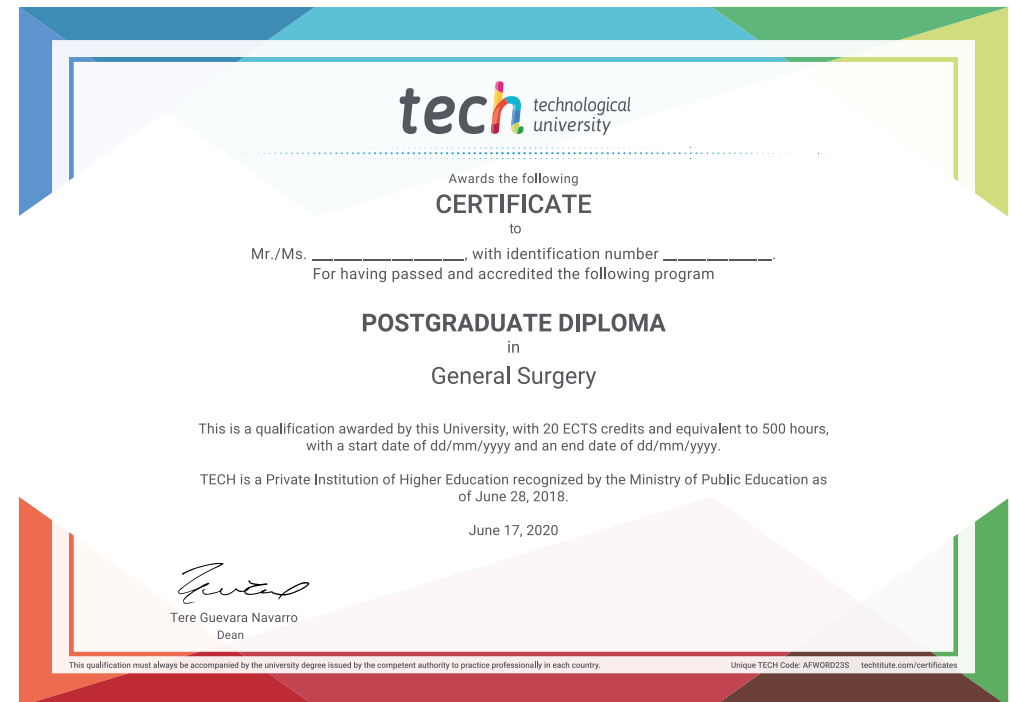 tech technological
university
Awards the following
CERTIFICATE
to
Mr./Ms. __________________, with identification number _____________.
For having passed and accredited the following program
POSTGRADUATE DIPLOMA
in
General Surgery
This is a qualification awarded by this University, with 20 ECTS credits and equivalent to 500 hours,
with a start date of dd/mm/yyyy and an end date of dd/mm/yyyy.
TECH is a Private Institution of Higher Education recognized by the Ministry of Public Education as
of June 28, 2018.
June 17, 2020
Tere Guevara Navarro
Dean
This qualification must always be accompanied by the university degree issued by the competent authority to practice professionally in each country. Unique TECH Code: AFWORD23S techtitute.com/certificates